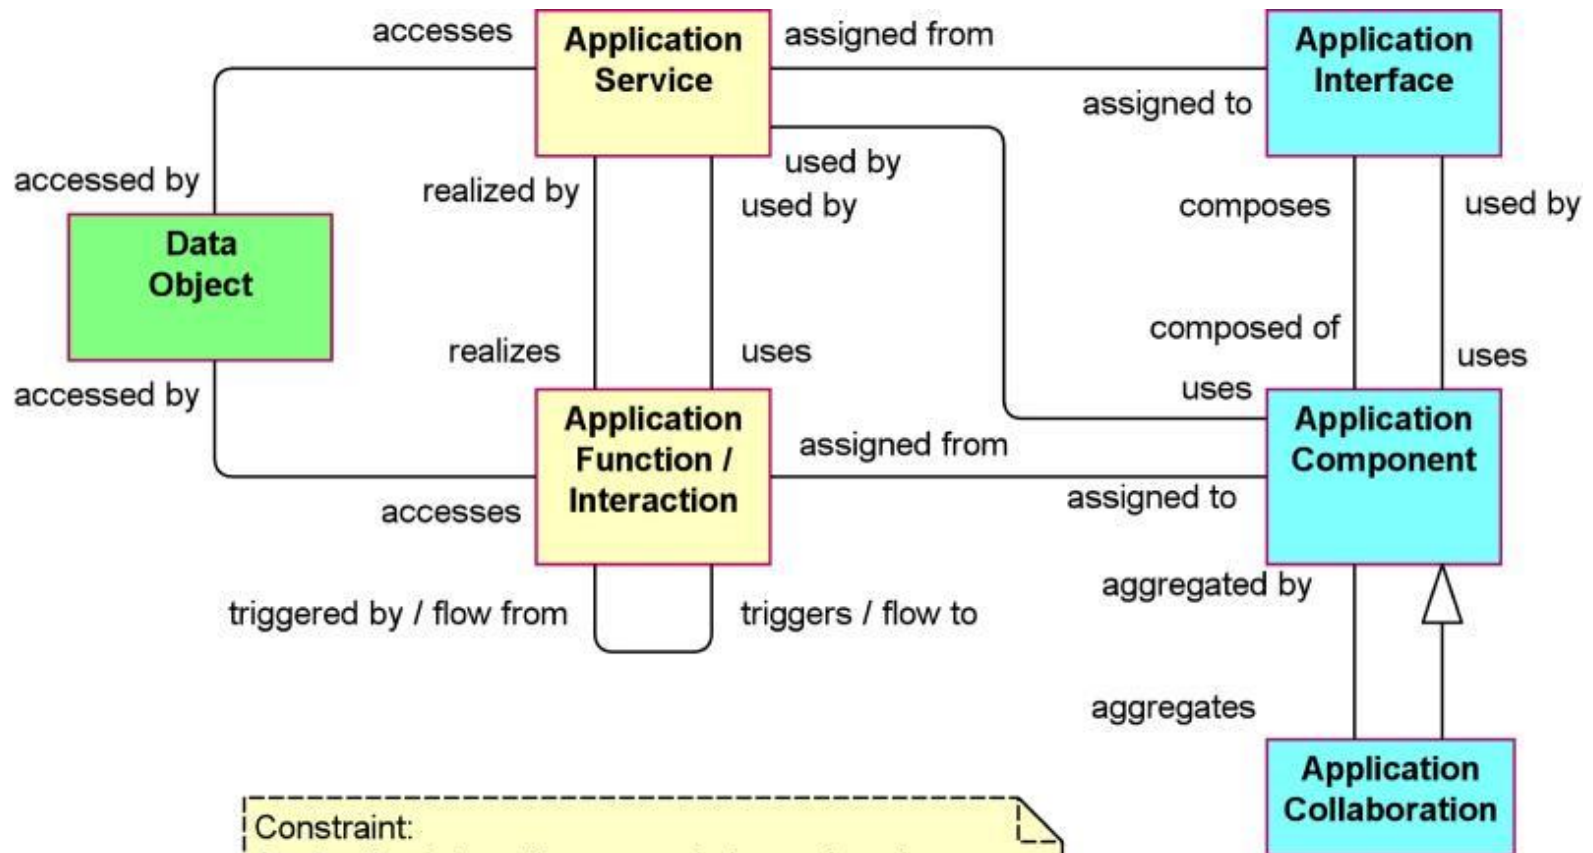 accesses
Application
Service
assigned from
Application
Interface
assigned to
accessed by
realized by
used by
used by
composes
used by
Data
Object
composed of
realizes
uses
uses
uses
accessed by
Application
Function /
Interaction
assigned from
Application
Component
accesses
assigned to
aggregated by
triggered by / flow from
triggers / flow to
aggregates
Application
Collaboration
Constraint: